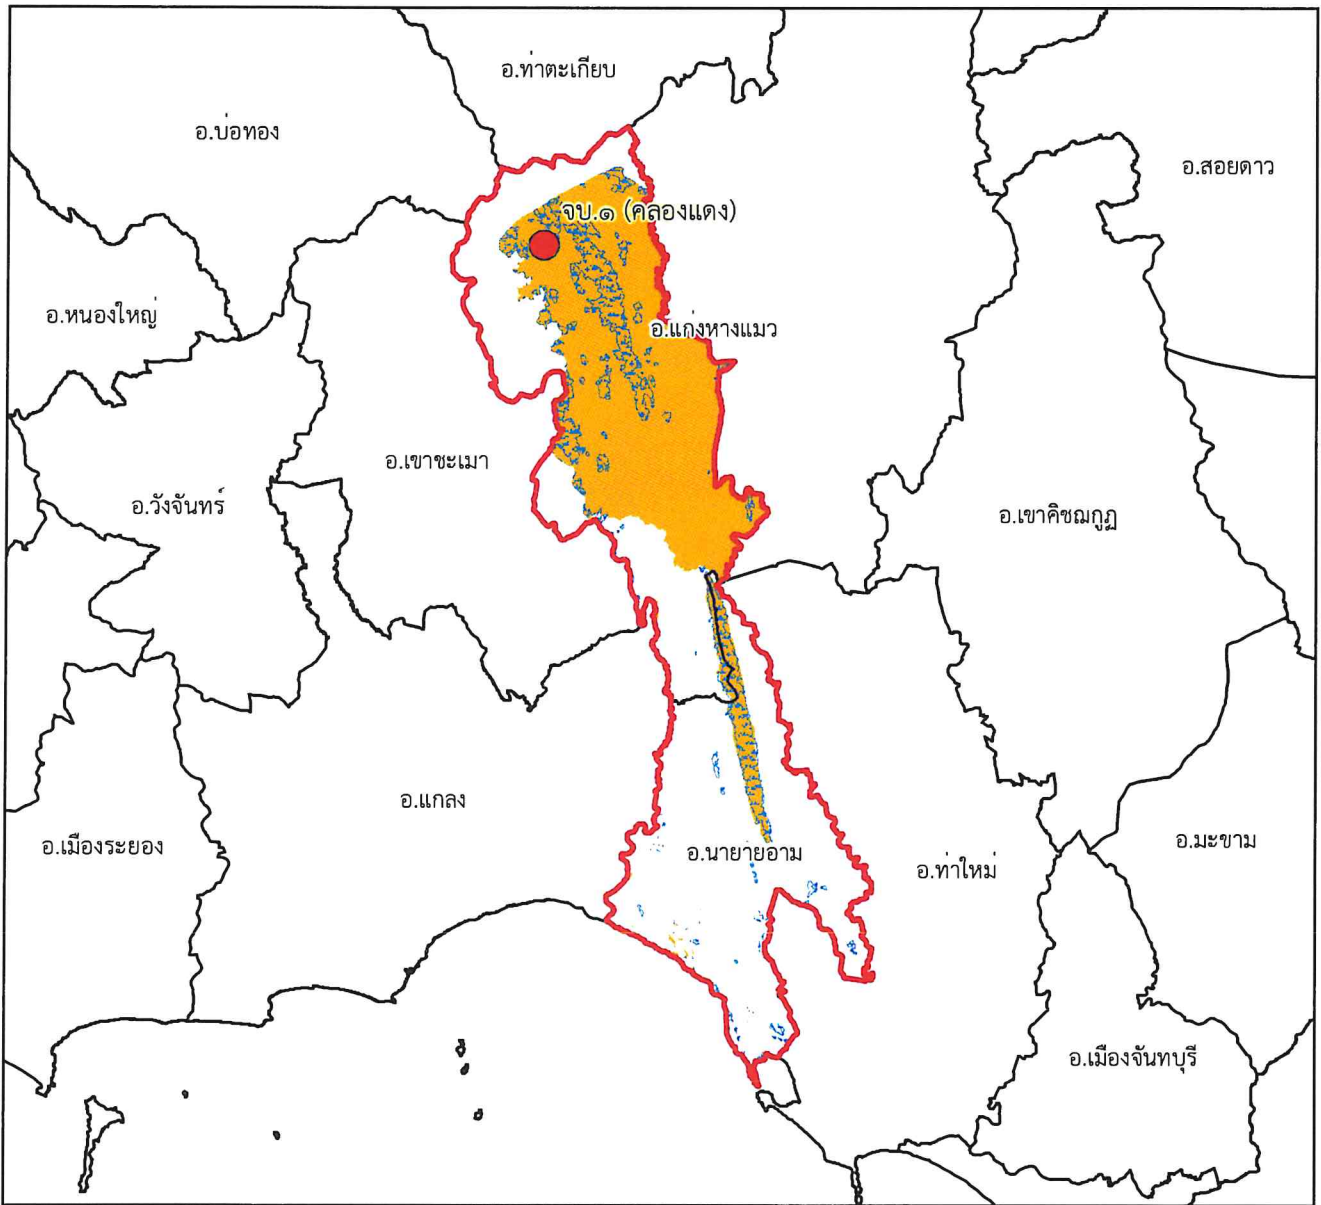 อ.ท่าตะเกียบ
อ.บ่อทอง
อ.สอยดาว
จบ.๑ (คลองแดง)
อ.หนองใหญ่
อ.แก่งหางแมว
อ.เขาชะเมา
อ.วังจันทร์
อ.เขาคิชฌกูฏ
อ.แกลง
อ.เมืองระยอง
อ.นายายอาม
อ.ท่าใหม่
อ.มะขาม
อ.เมืองจันทบุรี